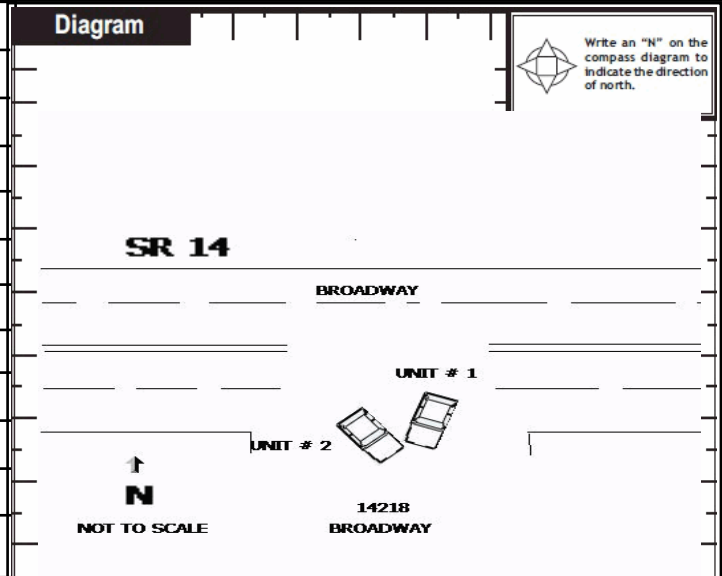 Diagram
Write an “N” on the
compass diagram to
indicate the direction
of north.
SR 14
BROADWAY
UNIT # 1
UNIT # 2
N
NOT TO SCALE
14218
BROADWAY